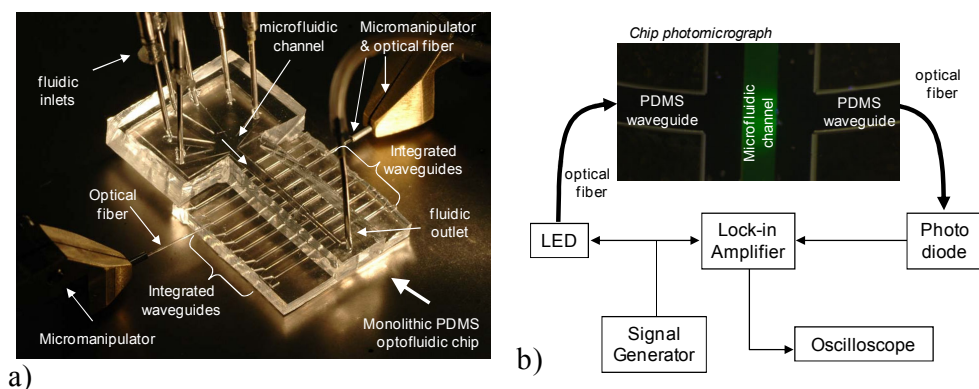 microfluidic
channel
Micromanipulator
& optical fiber
fluidic
inlets
Integrated
waveguides
Optical
fiber
fluidic
outlet
Integrated
waveguides
Micromanipulator
Monolithic PDMS
optofluidic chip
a)
Chip photomicrograph
optical
fiber
PDMS
waveguide
Microfluidic
channel
PDMS
waveguide
optical
fiber
LED
Lock-in
Amplifier
Photo
diode
Signal
Generator
Oscilloscope
b)